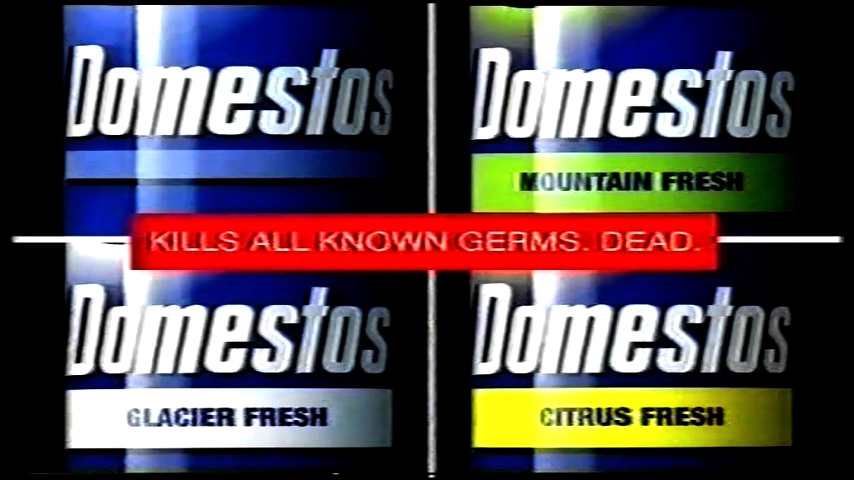 Domestos
Domestos
MOUNTAIN FRESH
KILLS ALL KNOWN GERMS. DEAD.
Domestos
GLACIER FRESH
Domestos
CITRUS FRESH